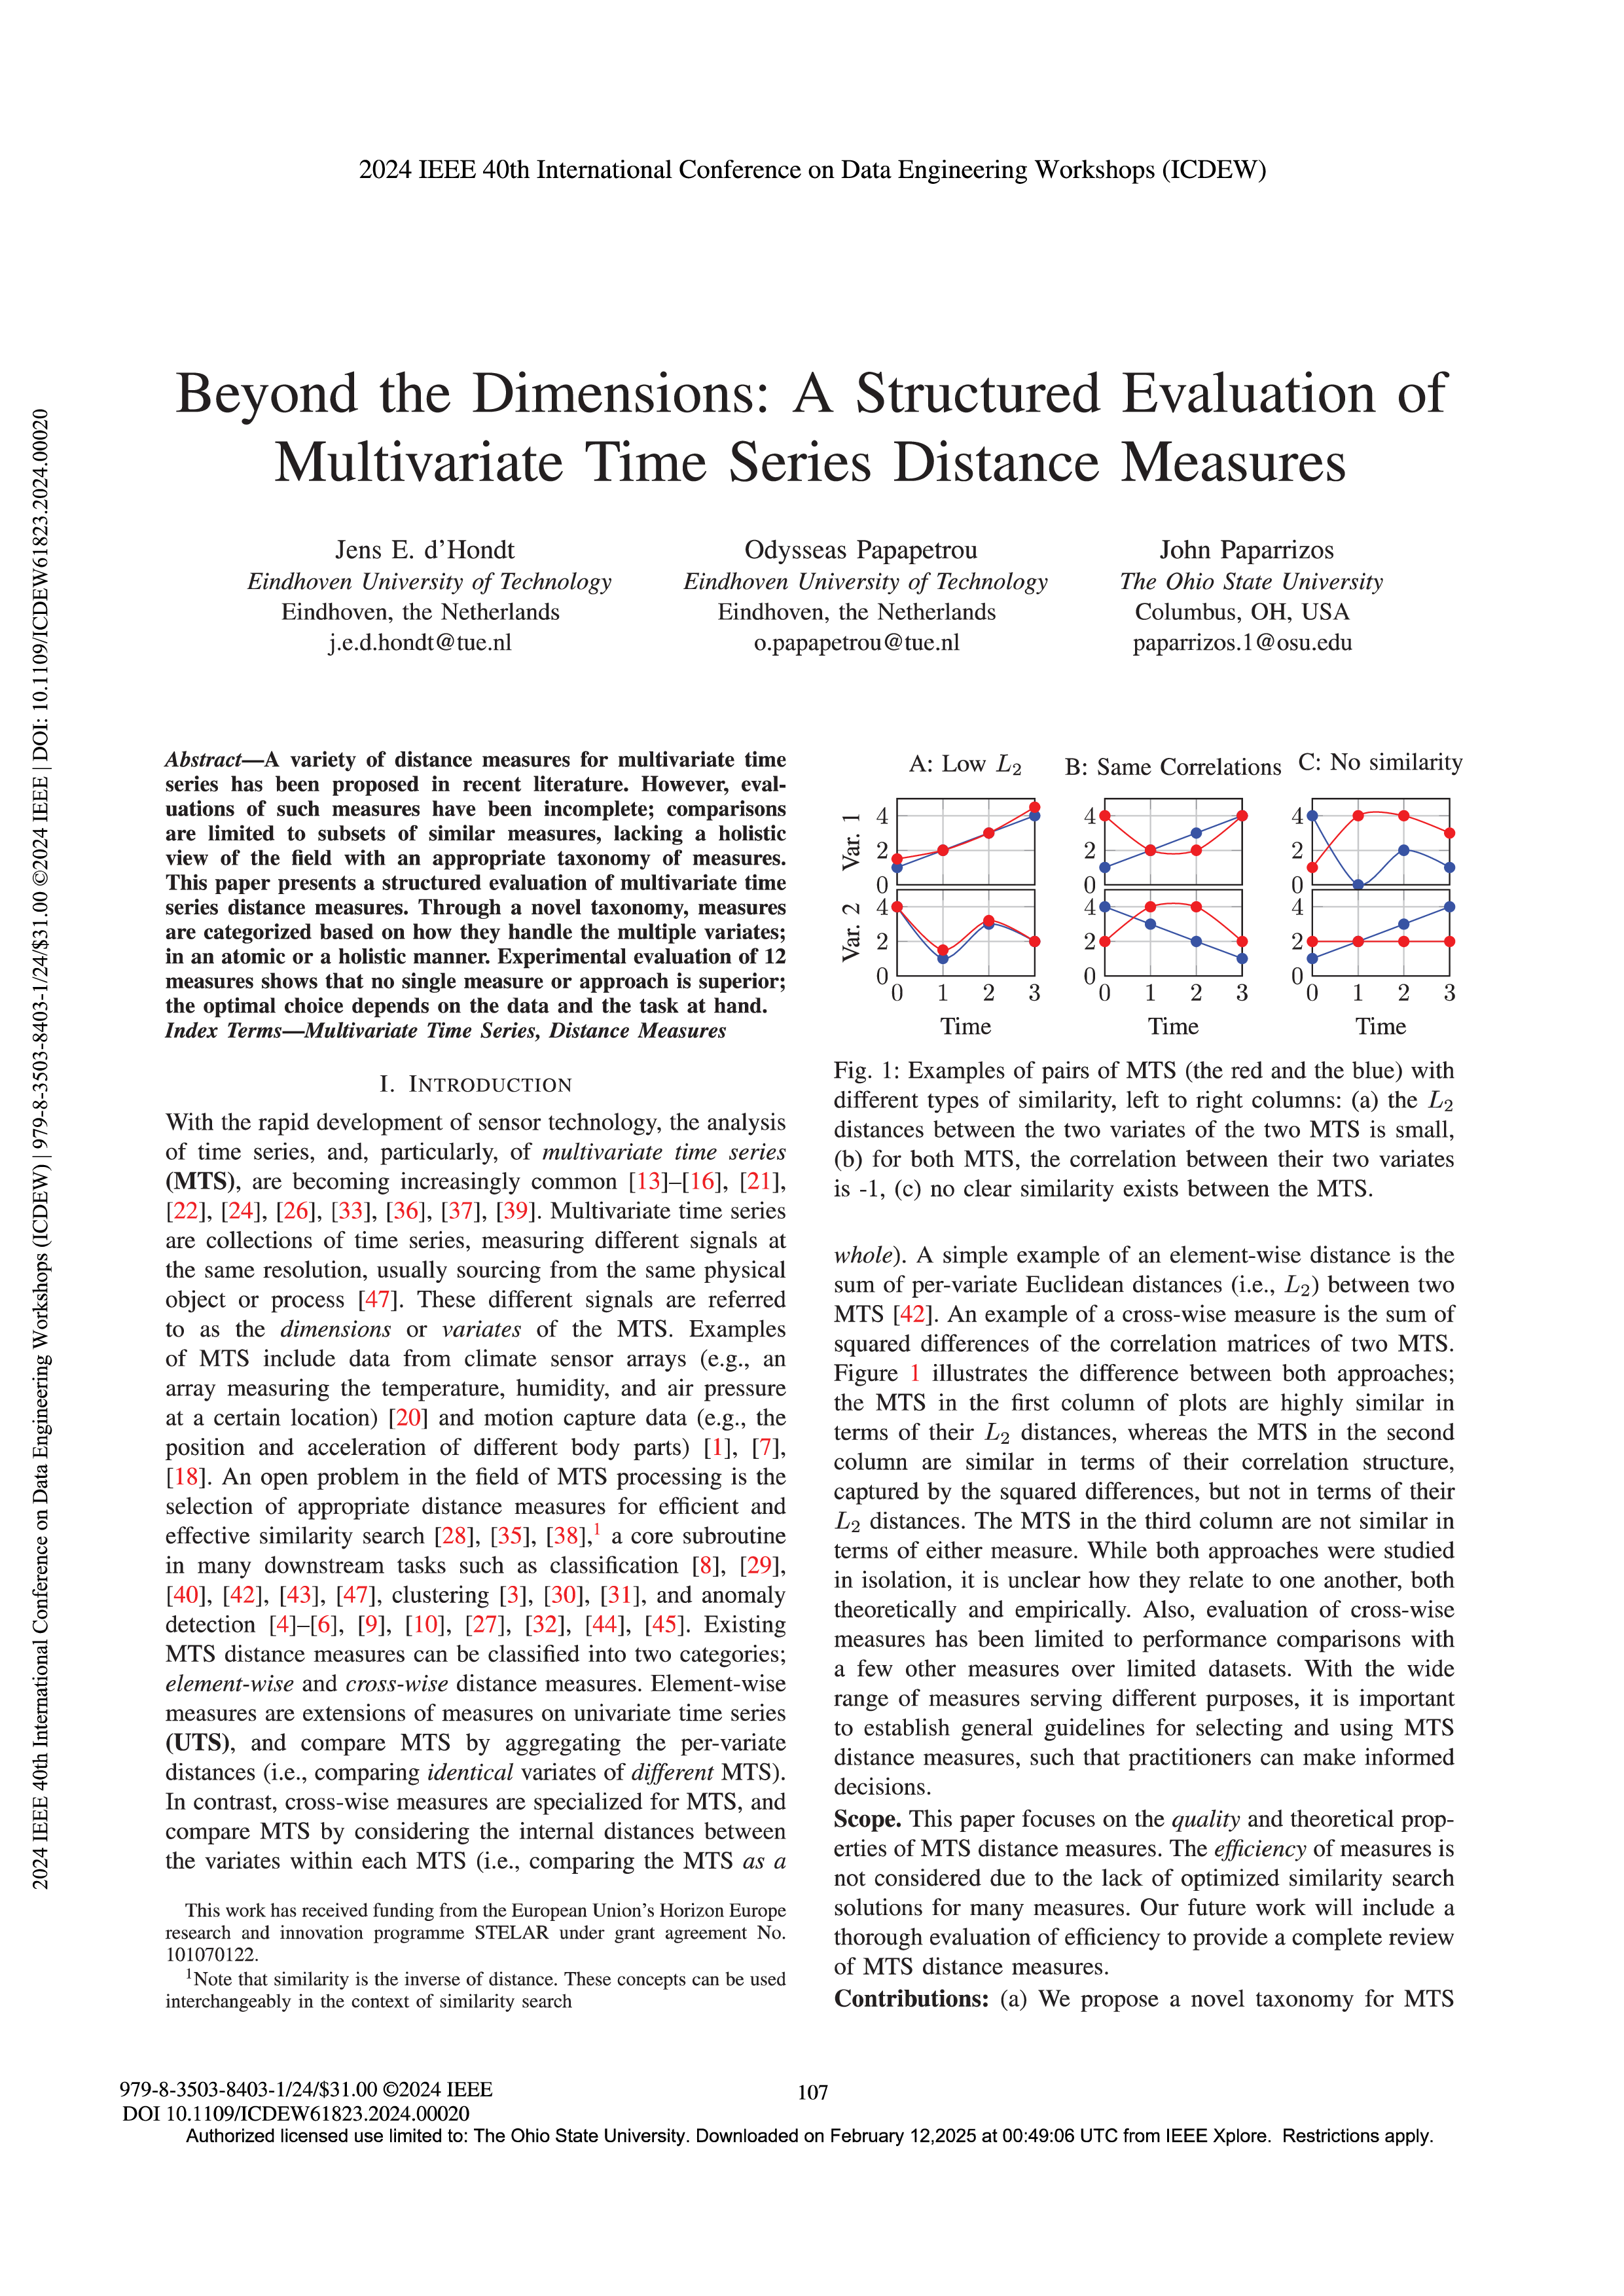 2024 IEEE 40th International Conference on Data Engineering Workshops (ICDEW)
2024 IEEE 40th International Conference on Data Engineering Workshops (ICDEW) | 979-8-3503-8403-1/24/$31.00 ©2024 IEEE | DOI: 10.1109/ICDEW61823.2024.00020
Beyond the Dimensions: A Structured Evaluation of
Multivariate Time Series Distance Measures
Jens E. d'Hondt
Eindhoven University of Technology
Eindhoven, the Netherlands
j.e.d.hondt@tue.nl
Odysseas Papapetrou
Eindhoven University of Technology
Eindhoven, the Netherlands
o.papapetrou@tue.nl
John Paparrizos
The Ohio State University
Columbus, OH, USA
paparrizos.1@osu.edu
Abstract—A variety of distance measures for multivariate time
series has been proposed in recent literature. However, eval-
uations of such measures have been incomplete; comparisons
are limited to subsets of similar measures, lacking a holistic
view of the field with an appropriate taxonomy of measures.
This paper presents a structured evaluation of multivariate time
series distance measures. Through a novel taxonomy, measures
are categorized based on how they handle the multiple variates;
in an atomic or a holistic manner. Experimental evaluation of 12
measures shows that no single measure or approach is superior;
the optimal choice depends on the data and the task at hand.
Index Terms—Multivariate Time Series, Distance Measures
I. INTRODUCTION
With the rapid development of sensor technology, the analysis
of time series, and, particularly, of multivariate time series
(MTS), are becoming increasingly common [13]–[16], [21],
[22], [24], [26], [33], [36], [37], [39]. Multivariate time series
are collections of time series, measuring different signals at
the same resolution, usually sourcing from the same physical
object or process [47]. These different signals are referred
to as the dimensions or variates of the MTS. Examples
of MTS include data from climate sensor arrays (e.g., an
array measuring the temperature, humidity, and air pressure
at a certain location) [20] and motion capture data (e.g., the
position and acceleration of different body parts) [1], [7],
[18]. An open problem in the field of MTS processing is the
selection of appropriate distance measures for efficient and
effective similarity search [28], [35], [38],1 a core subroutine
in many downstream tasks such as classification [8], [29],
[40], [42], [43], [47], clustering [3], [30], [31], and anomaly
detection [4]–[6], [9], [10], [27], [32], [44], [45]. Existing
MTS distance measures can be classified into two categories;
element-wise and cross-wise distance measures. Element-wise
measures are extensions of measures on univariate time series
(UTS), and compare MTS by aggregating the per-variate
distances (i.e., comparing identical variates of different MTS).
In contrast, cross-wise measures are specialized for MTS, and
compare MTS by considering the internal distances between
the variates within each MTS (i.e., comparing the MTS as a
This work has received funding from the European Union's Horizon Europe
research and innovation programme STELAR under grant agreement No.
101070122.
1Note that similarity is the inverse of distance. These concepts can be used
interchangeably in the context of similarity search
A: Low L2
B: Same Correlations
C: No similarity
Var. 1
4
2
0
4
2
0
4
2
0
Var. 2
4
2
0
4
2
0
4
2
0
0 1 2 3
0 1 2 3
0 1 2 3
Time
Time
Time
Fig. 1: Examples of pairs of MTS (the red and the blue) with
different types of similarity, left to right columns: (a) the L2
distances between the two variates of the two MTS is small,
(b) for both MTS, the correlation between their two variates
is -1, (c) no clear similarity exists between the MTS.
whole). A simple example of an element-wise distance is the
sum of per-variate Euclidean distances (i.e., L2) between two
MTS [42]. An example of a cross-wise measure is the sum of
squared differences of the correlation matrices of two MTS.
Figure 1 illustrates the difference between both approaches;
the MTS in the first column of plots are highly similar in
terms of their L2 distances, whereas the MTS in the second
column are similar in terms of their correlation structure,
captured by the squared differences, but not in terms of their
L2 distances. The MTS in the third column are not similar in
terms of either measure. While both approaches were studied
in isolation, it is unclear how they relate to one another, both
theoretically and empirically. Also, evaluation of cross-wise
measures has been limited to performance comparisons with
a few other measures over limited datasets. With the wide
range of measures serving different purposes, it is important
to establish general guidelines for selecting and using MTS
distance measures, such that practitioners can make informed
decisions.
Scope. This paper focuses on the quality and theoretical prop-
erties of MTS distance measures. The efficiency of measures is
not considered due to the lack of optimized similarity search
solutions for many measures. Our future work will include a
thorough evaluation of efficiency to provide a complete review
of MTS distance measures.
Contributions: (a) We propose a novel taxonomy for MTS
979-8-3503-8403-1/24/$31.00 ©2024 IEEE
DOI 10.1109/ICDEW61823.2024.00020
107
Authorized licensed use limited to: The Ohio State University. Downloaded on February 12,2025 at 00:49:06 UTC from IEEE Xplore. Restrictions apply.